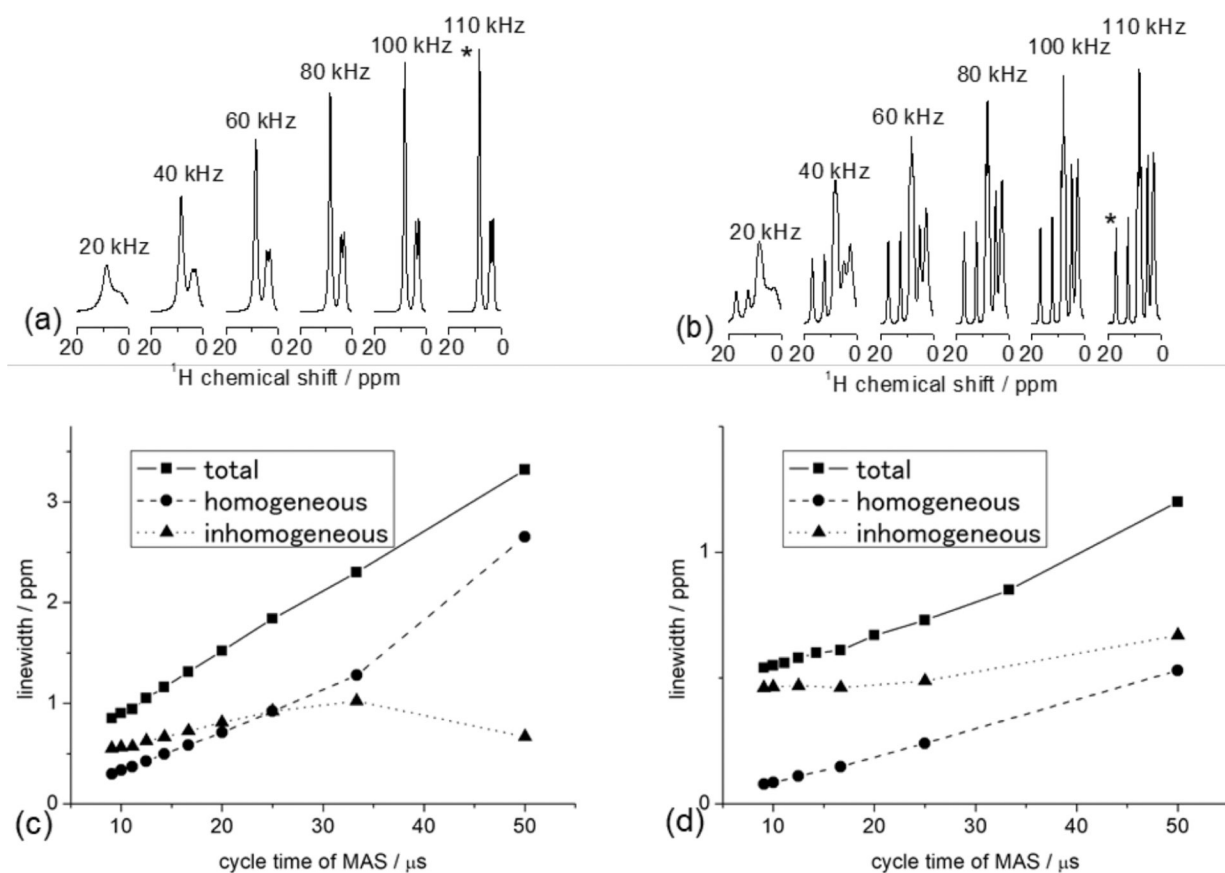 110 kHz
100 kHz
80 kHz
60 kHz
40 kHz
20 kHz
*
(a)
20 0 20 0 20 0 20 0 20 0 20 0
¹H chemical shift / ppm
110 kHz
100 kHz
80 kHz
60 kHz
40 kHz
20 kHz
*
(b)
20 0 20 0 20 0 20 0 20 0 20 0
¹H chemical shift / ppm
total
homogeneous
inhomogeneous
linewidth / ppm
3
2
1
0
(c)
10 20 30 40 50
cycle time of MAS / μs
total
homogeneous
inhomogeneous
linewidth / ppm
1
0
(d)
10 20 30 40 50
cycle time of MAS / μs